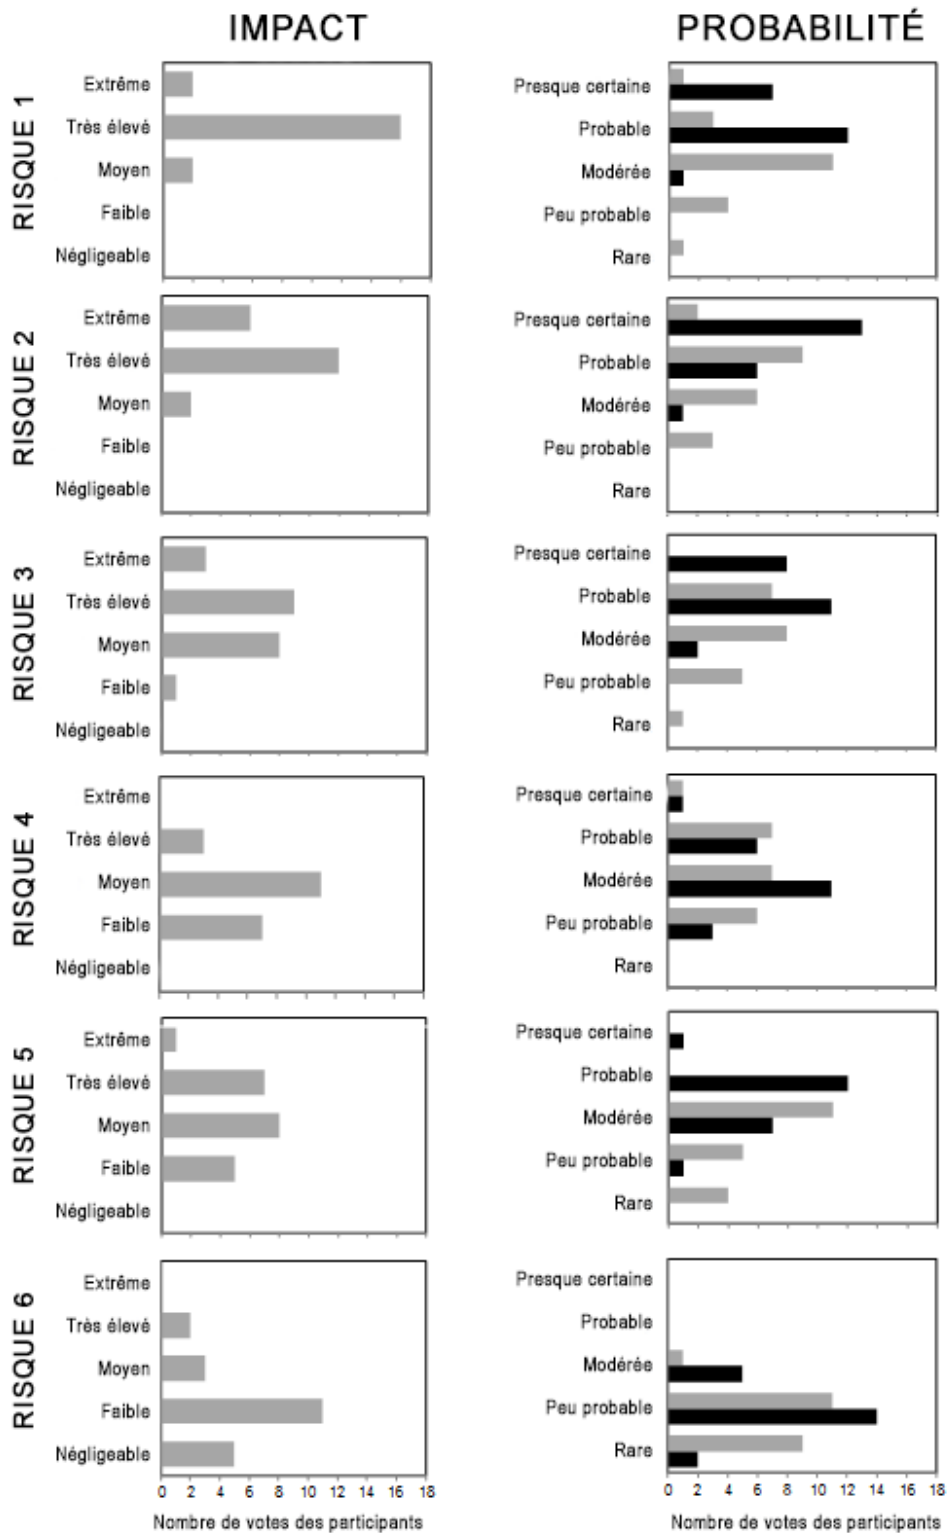 IMPACT
PROBABILITÉ
RISQUE 1
Extrême
Très élevé
Moyen
Faible
Négligeable
Presque certaine
Probable
Modérée
Peu probable
Rare
RISQUE 2
Extrême
Très élevé
Moyen
Faible
Négligeable
Presque certaine
Probable
Modérée
Peu probable
Rare
RISQUE 3
Extrême
Très élevé
Moyen
Faible
Négligeable
Presque certaine
Probable
Modérée
Peu probable
Rare
RISQUE 4
Extrême
Très élevé
Moyen
Faible
Négligeable
Presque certaine
Probable
Modérée
Peu probable
Rare
RISQUE 5
Extrême
Très élevé
Moyen
Faible
Négligeable
Presque certaine
Probable
Modérée
Peu probable
Rare
RISQUE 6
Extrême
Très élevé
Moyen
Faible
Négligeable
0 2 4 6 8 10 12 14 16 18
Nombre de votes des participants
Presque certaine
Probable
Modérée
Peu probable
Rare
0 2 4 6 8 10 12 14 16 18
Nombre de votes des participants